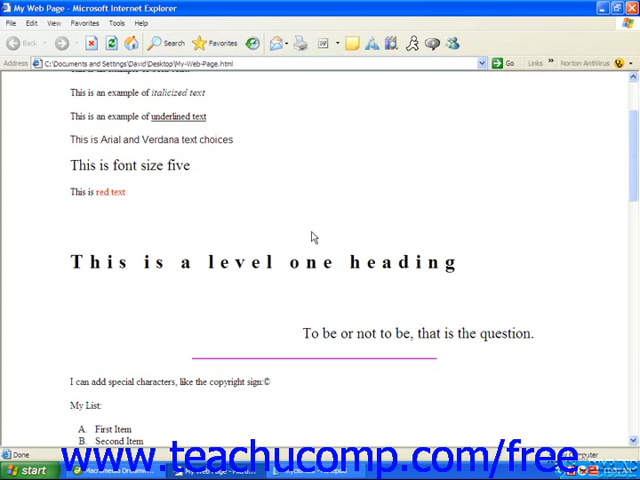 My Web Page - Microsoft Internet Explorer
File Edit View Favorites Tools Help
Back Search Favorites
Address C:\Documents and Settings\David\Desktop\My-Web-Page.html Go Links » Norton AntiVirus
This is an example of italicized text
This is an example of underlined text
This is Arial and Verdana text choices
This is font size five
This is red text
This is a level one heading
To be or not to be, that is the question.
I can add special characters, like the copyright sign:©
My List:
A. First Item
B. Second Item
Done
www.teachucomp.com/free
start